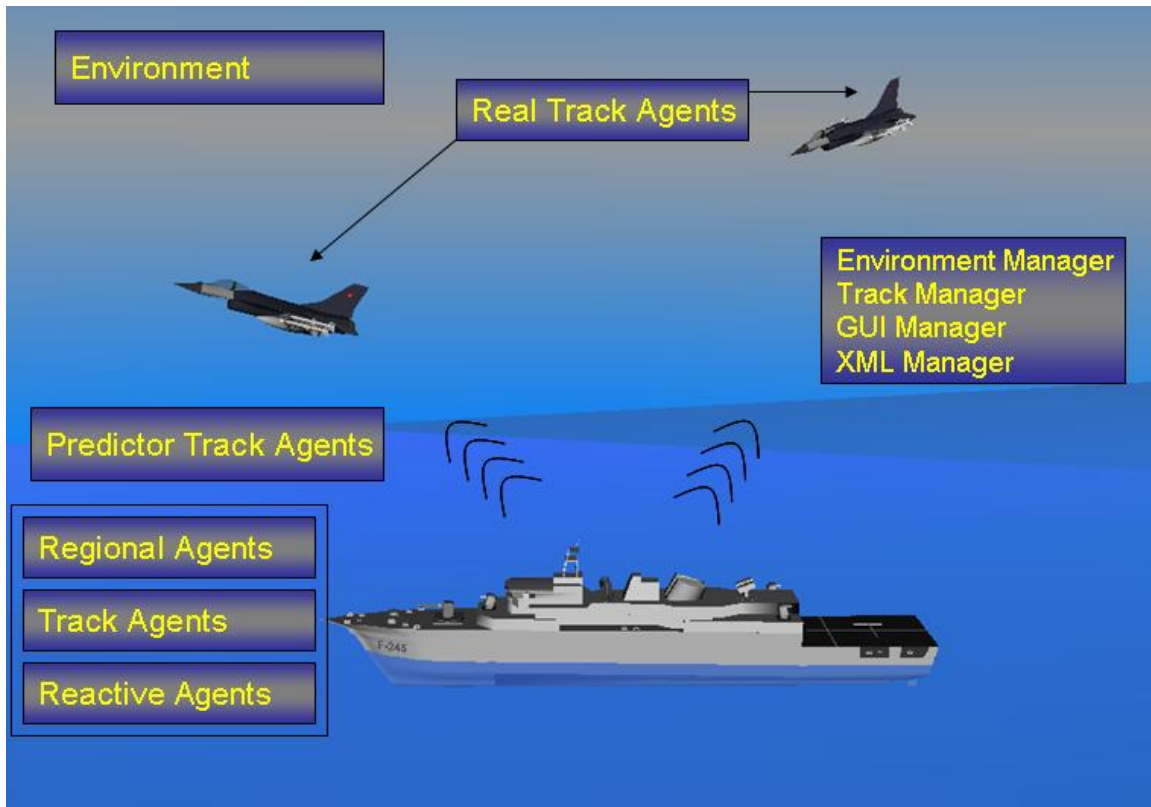 Environment
Real Track Agents
Environment Manager
Track Manager
GUI Manager
XML Manager
Predictor Track Agents
Regional Agents
Track Agents
Reactive Agents
F-245